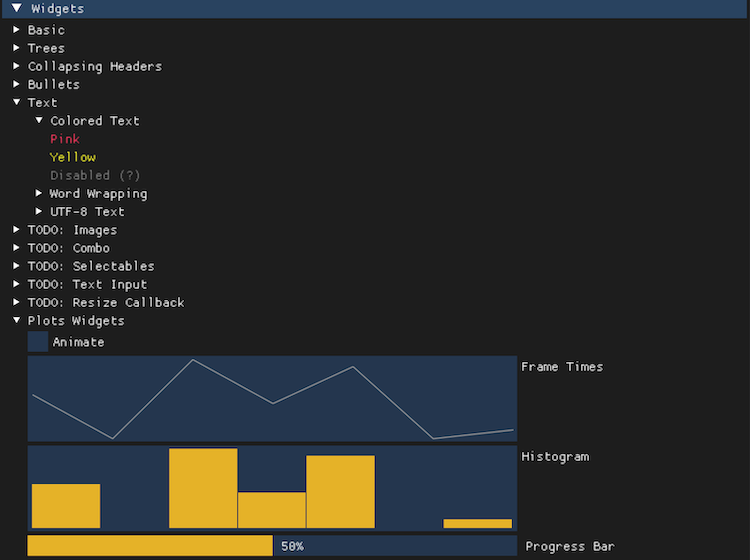 Widgets
Basic
Trees
Collapsing Headers
Bullets
Text
Colored Text
Pink
Yellow
Disabled (?)
Word Wrapping
UTF-8 Text
TODO: Images
TODO: Combo
TODO: Selectables
TODO: Text Input
TODO: Resize Callback
Plots Widgets
Animate
Frame Times
Histogram
50% Progress Bar